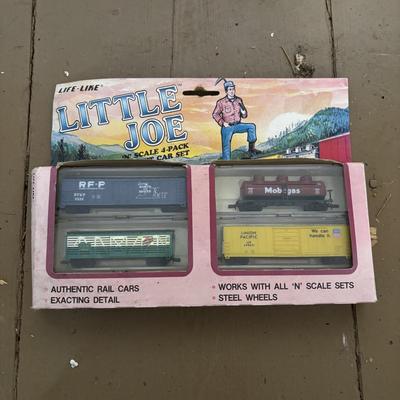 LIFE-LIKE®
LITTLE
JOE
'N' SCALE 4-PACK
CAR SET
RF&P
Mobilgas
UNION
PACIFIC
We can
handle it.
· AUTHENTIC RAIL CARS
EXACTING DETAIL
· WORKS WITH ALL 'N' SCALE SETS
· STEEL WHEELS